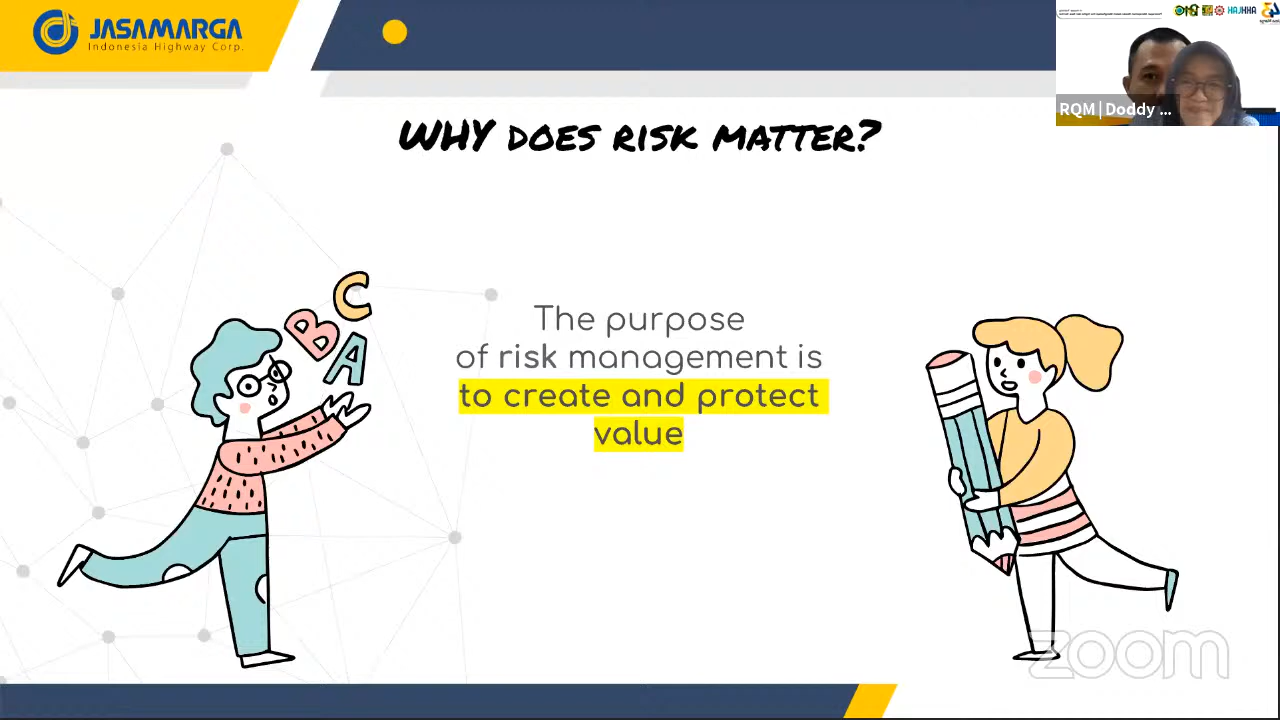 JASAMARGA
Indonesia Highway Corp.
RQM | Doddy ...
WHY DOES RISK MATTER?
C
B
A
The purpose
of risk management is
to create and protect
value
zoom